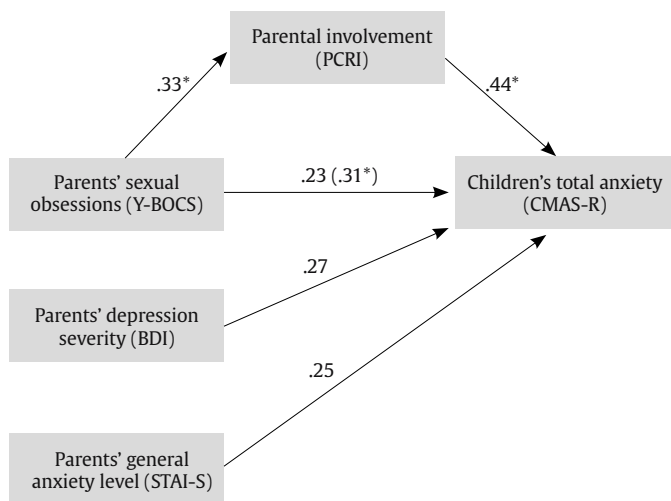 Parental involvement
(PCRI)
.33*
.44*
Parents’ sexual
obsessions (Y-BOCS)
.23 (.31*)
Children’s total anxiety
(CMAS-R)
.27
Parents’ depression
severity (BDI)
.25
Parents’ general
anxiety level (STAI-S)